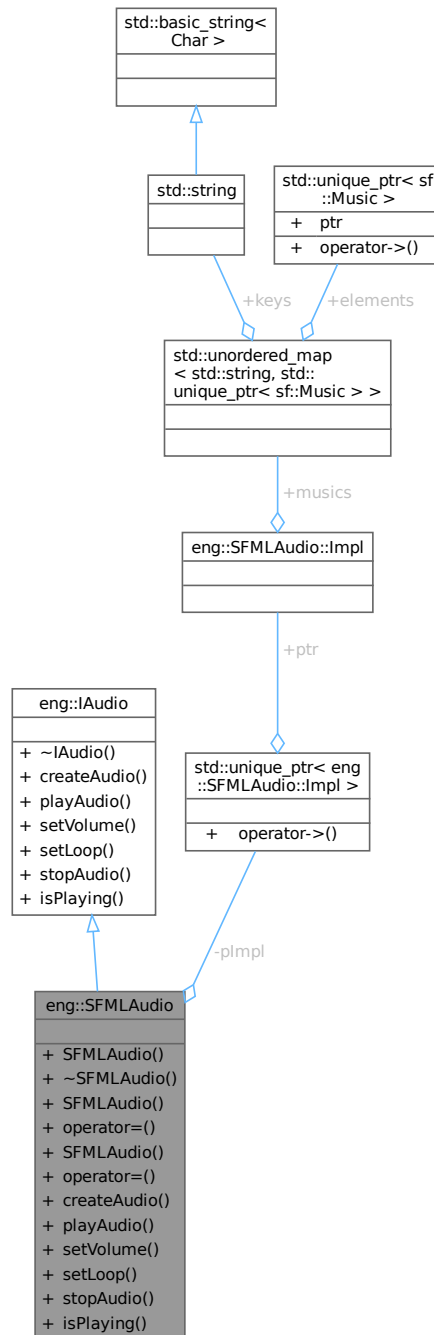 std::basic_string<
Char >
std::string
std::unique_ptr< sf
::Music >
+ ptr
+ operator->()
+keys
+elements
std::unordered_map
< std::string, std::
unique_ptr< sf::Music > >
+musics
eng::SFMLAudio::Impl
+ptr
eng::IAudio
+ ~IAudio()
+ createAudio()
+ playAudio()
+ setVolume()
+ setLoop()
+ stopAudio()
+ isPlaying()
std::unique_ptr< eng
::SFMLAudio::Impl >
+ operator->()
-pImpl
eng::SFMLAudio
+ SFMLAudio()
+ ~SFMLAudio()
+ SFMLAudio()
+ operator=()
+ SFMLAudio()
+ operator=()
+ createAudio()
+ playAudio()
+ setVolume()
+ setLoop()
+ stopAudio()
+ isPlaying()